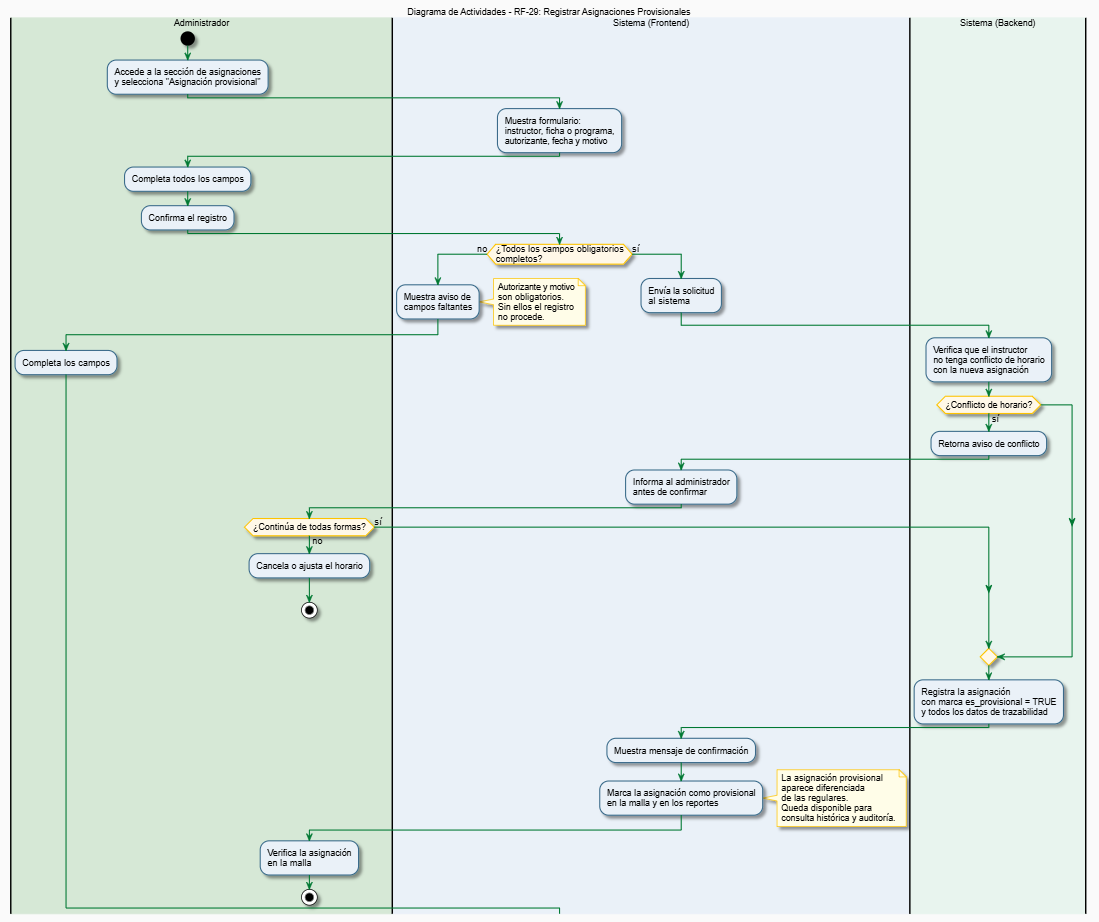 Diagrama de Actividades - RF-29: Registrar Asignaciones Provisionales
Administrador
Sistema (Frontend)
Sistema (Backend)
Accede a la sección de asignaciones
y selecciona "Asignación provisional"
Muestra formulario:
instructor, ficha o programa,
autorizante, fecha y motivo
Completa todos los campos
Confirma el registro
no
¿Todos los campos obligatorios
completos?
sí
Muestra aviso de
campos faltantes
Autorizante y motivo
son obligatorios.
Sin ellos el registro
no procede.
Envía la solicitud
al sistema
Completa los campos
Verifica que el instructor
no tenga conflicto de horario
con la nueva asignación
¿Conflicto de horario?
sí
Retorna aviso de conflicto
Informa al administrador
antes de confirmar
¿Continúa de todas formas?
sí
no
Cancela o ajusta el horario
Registra la asignación
con marca es_provisional = TRUE
y todos los datos de trazabilidad
Muestra mensaje de confirmación
Marca la asignación como provisional
en la malla y en los reportes
La asignación provisional
aparece diferenciada
de las regulares.
Queda disponible para
consulta histórica y auditoría.
Verifica la asignación
en la malla